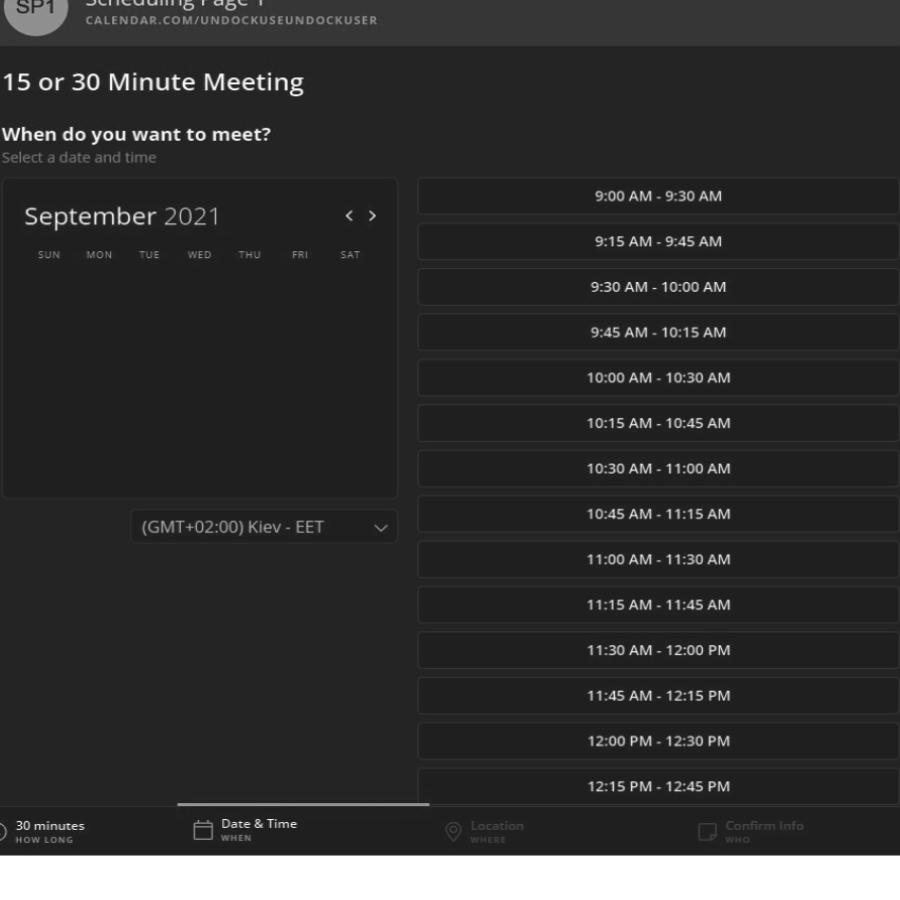 SP1
Scheduling Page 1
CALENDAR.COM/UNDOCKUSEUNDOCKUSER
15 or 30 Minute Meeting
When do you want to meet?
Select a date and time
September 2021
SUN MON TUE WED THU FRI SAT
(GMT+02:00) Kiev - EET
9:00 AM - 9:30 AM
9:15 AM - 9:45 AM
9:30 AM - 10:00 AM
9:45 AM - 10:15 AM
10:00 AM - 10:30 AM
10:15 AM - 10:45 AM
10:30 AM - 11:00 AM
10:45 AM - 11:15 AM
11:00 AM - 11:30 AM
11:15 AM - 11:45 AM
11:30 AM - 12:00 PM
11:45 AM - 12:15 PM
12:00 PM - 12:30 PM
12:15 PM - 12:45 PM
30 minutes
HOW LONG
Date & Time
WHEN
Location
WHERE
Confirm Info
WHO